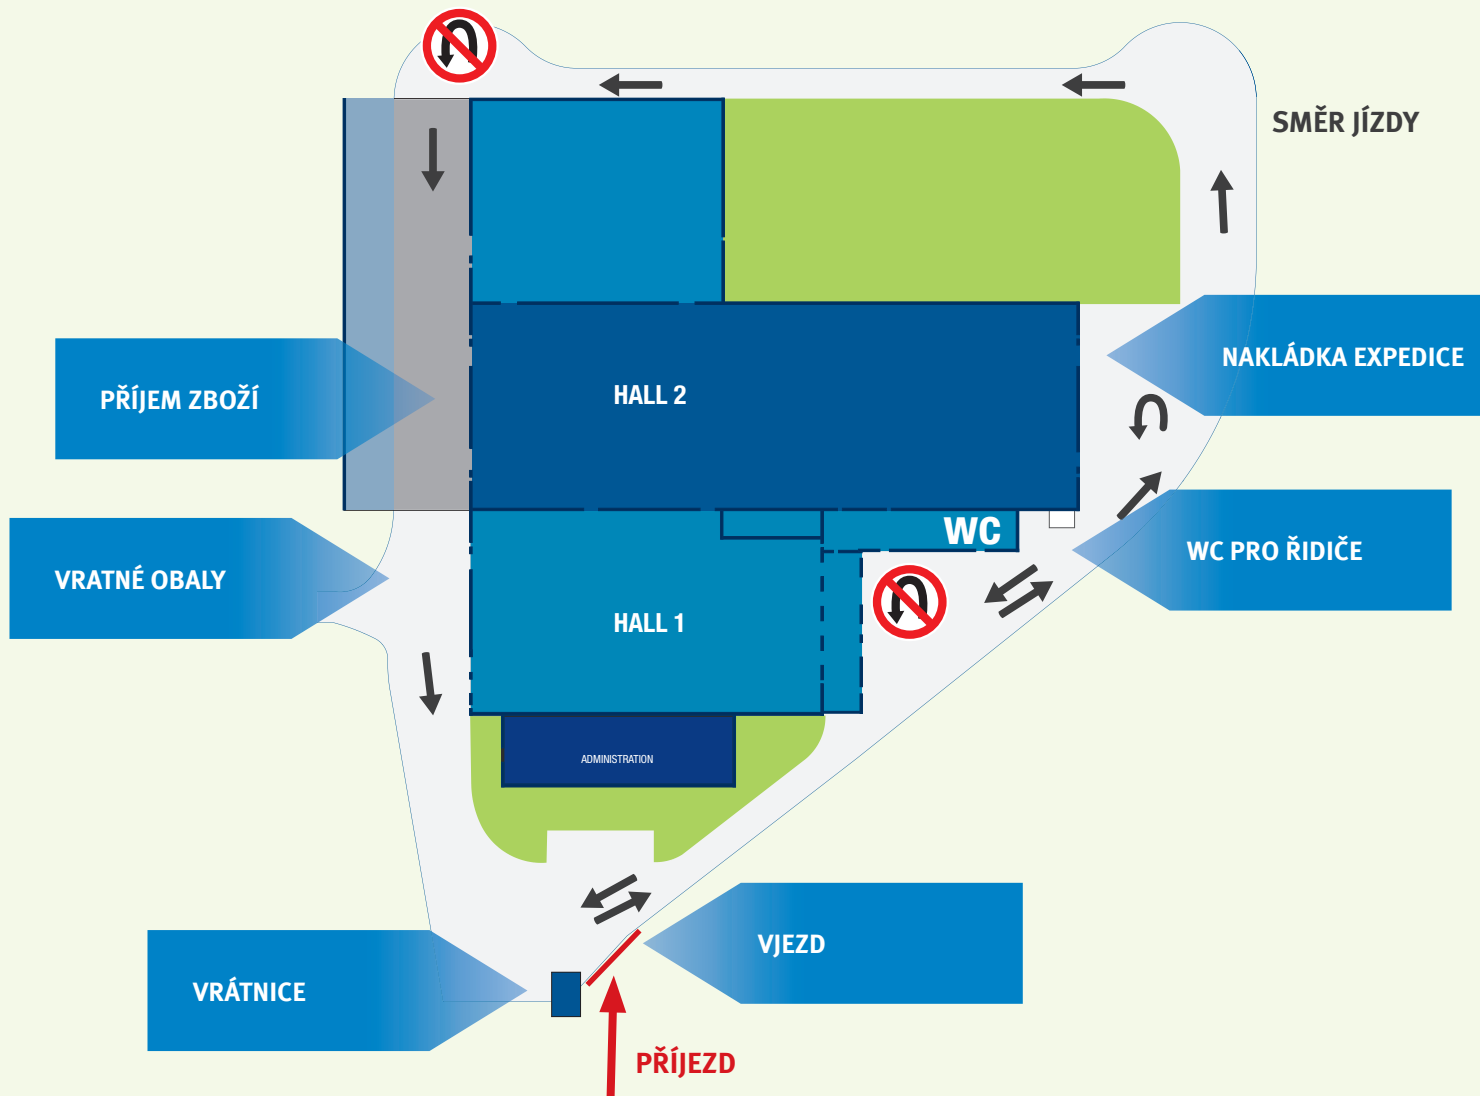 SMĚR JÍZDY
NAKLÁDKA EXPEDICE
PŘÍJEM ZBOŽÍ
HALL 2
WC
WC PRO ŘIDIČE
VRATNÉ OBALY
HALL 1
ADMINISTRATION
VJEZD
VRÁTNICE
PŘÍJEZD